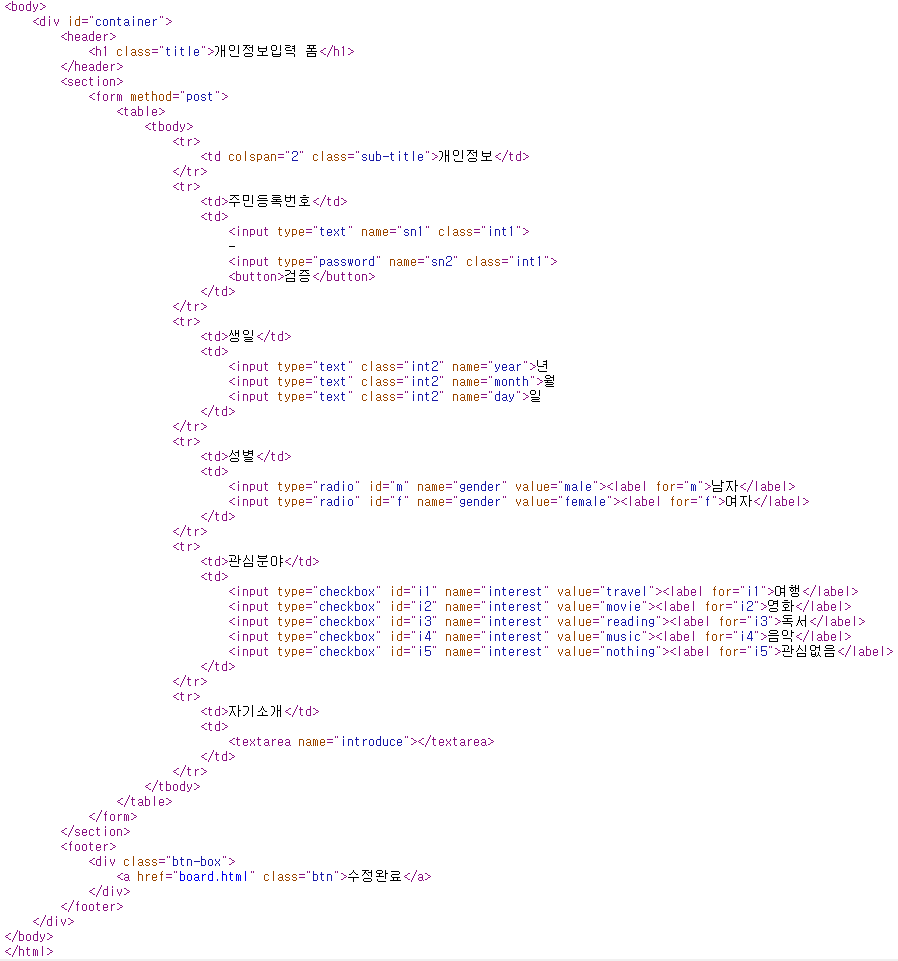 <body>
    <div id="container">
        <header>
            <h1 class="title">개인정보입력 폼</h1>
        </header>
        <section>
            <form method="post">
                <table>
                    <tbody>
                        <tr>
                            <td colspan="2" class="sub-title">개인정보</td>
                        </tr>
                        <tr>
                            <td>주민등록번호</td>
                            <td>
                                <input type="text" name="sn1" class="int1">
                                -
                                <input type="password" name="sn2" class="int1">
                                <button>검증</button>
                            </td>
                        </tr>
                        <tr>
                            <td>생일</td>
                            <td>
                                <input type="text" class="int2" name="year">년
                                <input type="text" class="int2" name="month">월
                                <input type="text" class="int2" name="day">일
                            </td>
                        </tr>
                        <tr>
                            <td>성별</td>
                            <td>
                                <input type="radio" id="m" name="gender" value="male"><label for="m">남자</label>
                                <input type="radio" id="f" name="gender" value="female"><label for="f">여자</label>
                            </td>
                        </tr>
                        <tr>
                            <td>관심분야</td>
                            <td>
                                <input type="checkbox" id="i1" name="interest" value="travel"><label for="i1">여행</label>
                                <input type="checkbox" id="i2" name="interest" value="movie"><label for="i2">영화</label>
                                <input type="checkbox" id="i3" name="interest" value="reading"><label for="i3">독서</label>
                                <input type="checkbox" id="i4" name="interest" value="music"><label for="i4">음악</label>
                                <input type="checkbox" id="i5" name="interest" value="nothing"><label for="i5">관심없음</label>
                            </td>
                        </tr>
                        <tr>
                            <td>자기소개</td>
                            <td>
                                <textarea name="introduce"></textarea>
                            </td>
                        </tr>
                    </tbody>
                </table>
            </form>
        </section>
        <footer>
            <div class="btn-box">
                <a href="board.html" class="btn">수정완료</a>
            </div>
        </footer>
    </div>
</body>
</html>